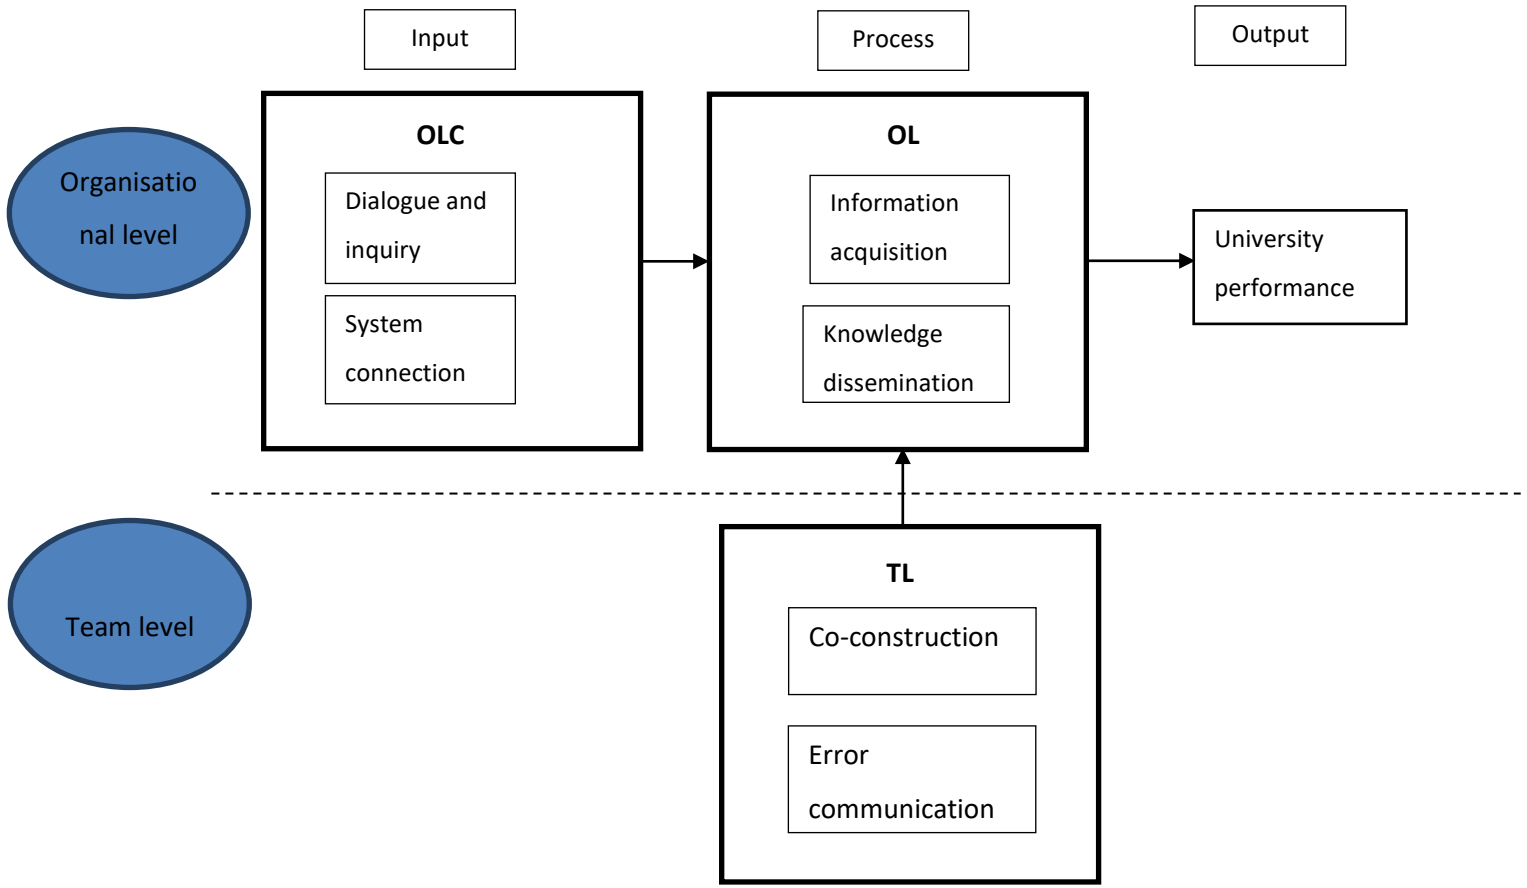 Input
Process
Output
Organisatio
nal level
OLC
Dialogue and
inquiry
System
connection
OL
Information
acquisition
Knowledge
dissemination
University
performance
Team level
TL
Co-construction
Error
communication